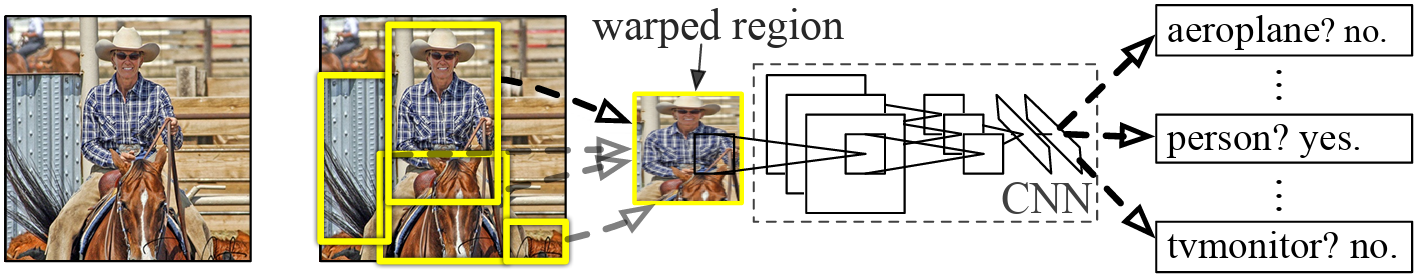 warped region
aeroplane? no.
person? yes.
CNN
tvmonitor? no.